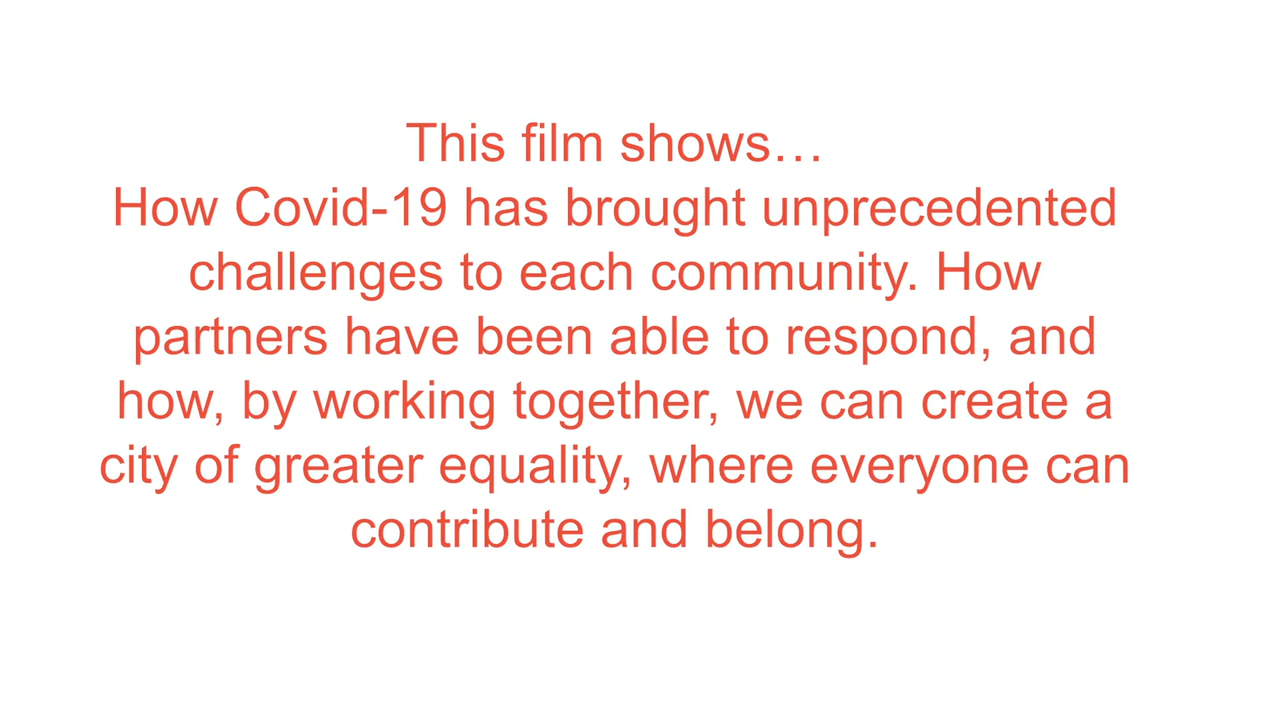 This film shows…
How Covid-19 has brought unprecedented
challenges to each community. How
partners have been able to respond, and
how, by working together, we can create a
city of greater equality, where everyone can
contribute and belong.